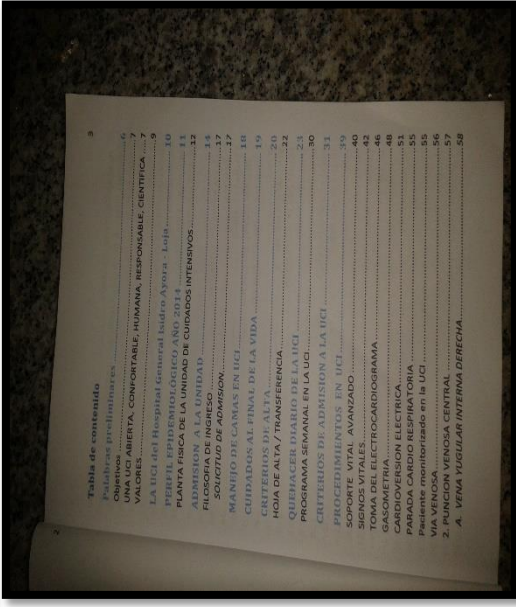 2
3
Tabla de contenido
Palabras preliminares 6
Objetivos 7
UNA UCI ABIERTA, CONFORTABLE, HUMANA, RESPONSABLE, CIENTIFICA 7
VALORES 9
LA UCI del Hospital General Isidro Ayora - Loja 10
PERFIL EPIDEMIOLÓGICO AÑO 2014 11
PLANTA FISICA DE LA UNIDAD DE CUIDADOS INTENSIVOS 12
ADMISION A LA UNIDAD 14
FILOSOFIA DE INGRESO 17
SOLICITUD DE ADMISION 17
MANEJO DE CAMAS EN UCI 18
CUIDADOS AL FINAL DE LA VIDA 19
CRITERIOS DE ALTA 20
HOJA DE ALTA / TRANSFERENCIA 22
QUEHACER DIARIO DE LA UCI 23
PROGRAMA SEMANAL EN LA UCI 30
CRITERIOS DE ADMISION A LA UCI 31
PROCEDIMIENTOS EN UCI 39
SOPORTE VITAL AVANZADO 40
SIGNOS VITALES 42
TOMA DEL ELECTROCARDIOGRAMA 46
GASOMETRIA 48
CARDIOVERSION ELECTRICA 51
PARADA CARDIO RESPIRATORIA 55
Paciente monitorizado en la UCI 55
VIA VENOSA 56
2. PUNCION VENOSA CENTRAL 57
A. VENA YUGULAR INTERNA DERECHA 58